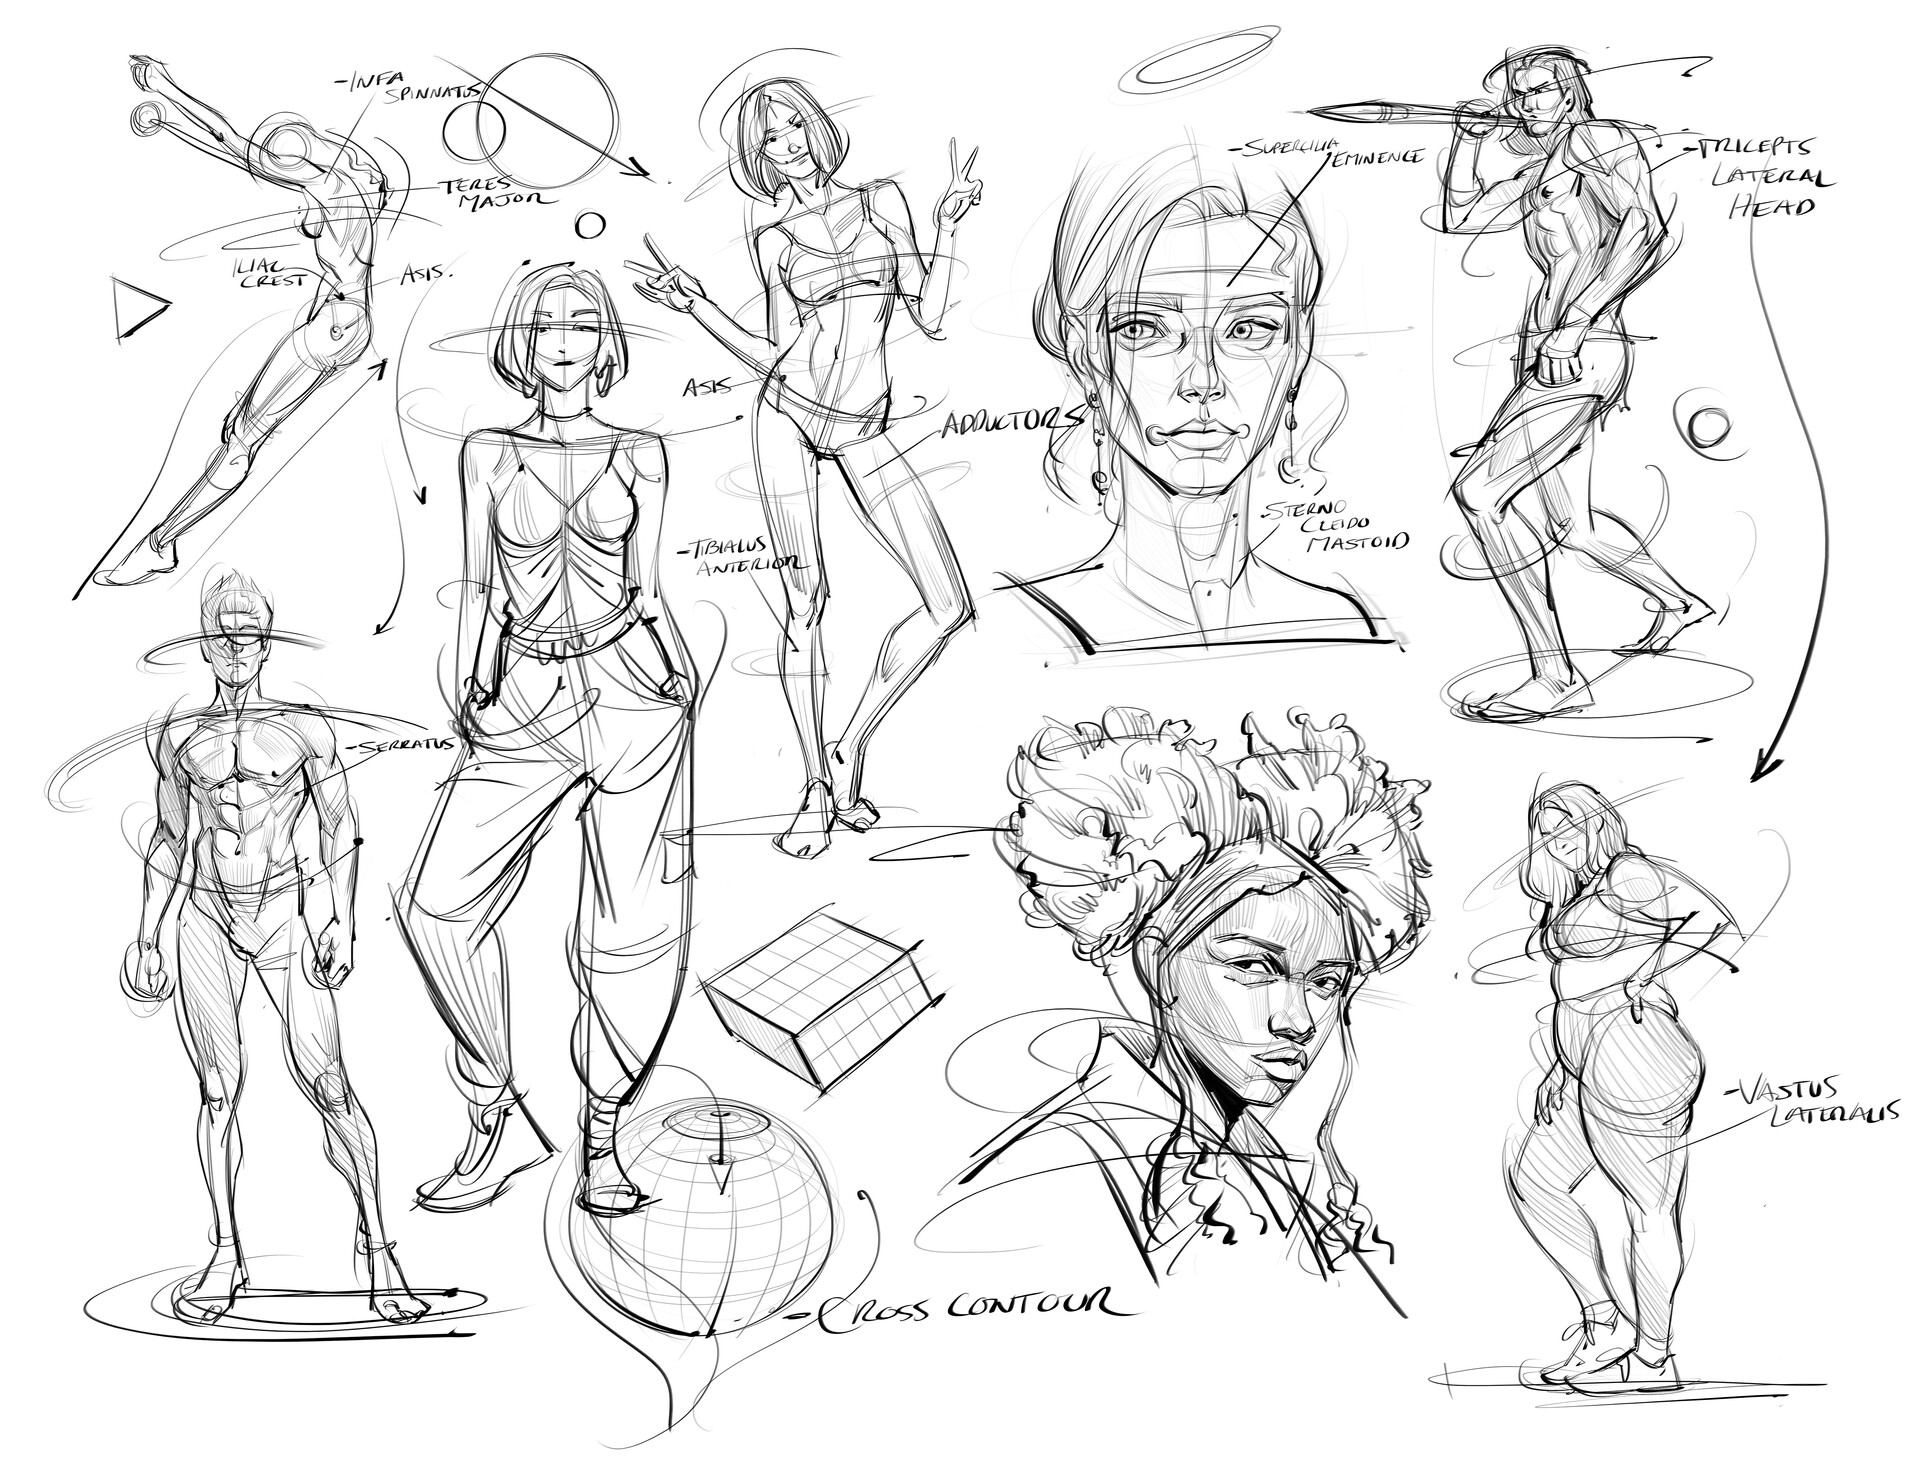 -INFA
SPINNATUS
TERES
MAJOR
ILIAC
CREST
ASIS.
-SUPERCILIA
EMINENCE
-TRICEPTS
LATERAL
HEAD
ASIS
ADDUCTORS
-TIBIALUS
ANTERIOR
STERNO
CLEIDO
MASTOID
-SERRATUS
-VASTUS
LATERALIS
-CROSS CONTOUR